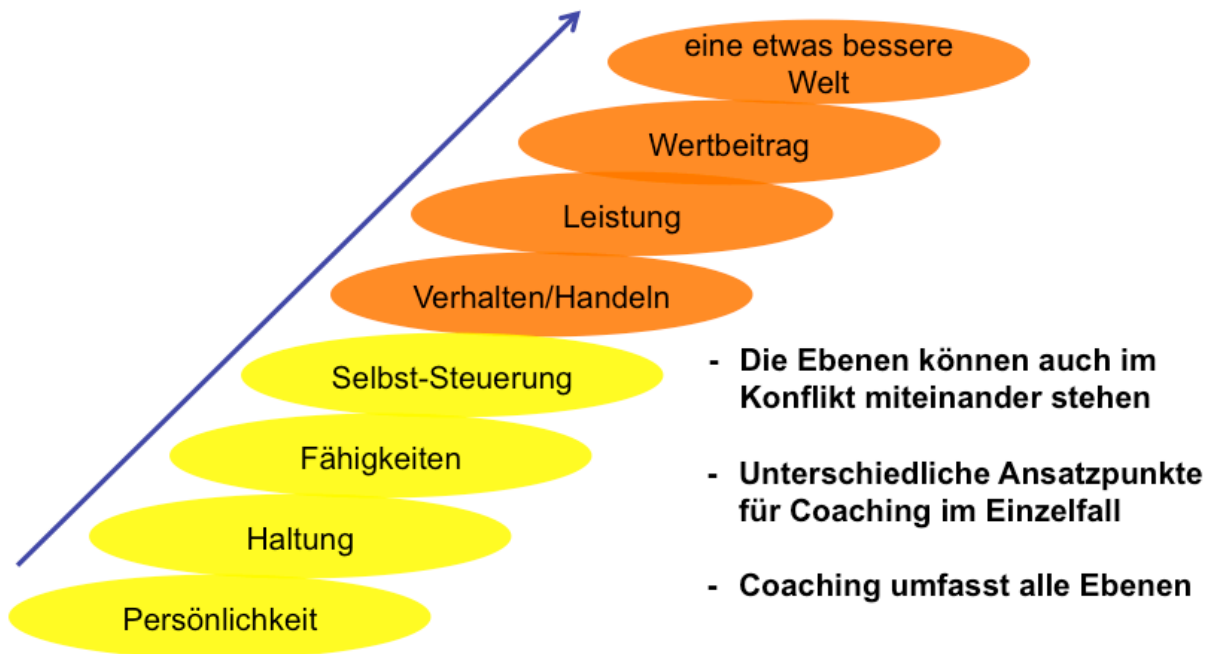 eine etwas bessere
Welt
Wertbeitrag
Leistung
Verhalten/Handeln
Selbst-Steuerung
Fähigkeiten
Haltung
Persönlichkeit
- Die Ebenen können auch im
Konflikt miteinander stehen
- Unterschiedliche Ansatzpunkte
für Coaching im Einzelfall
- Coaching umfasst alle Ebenen